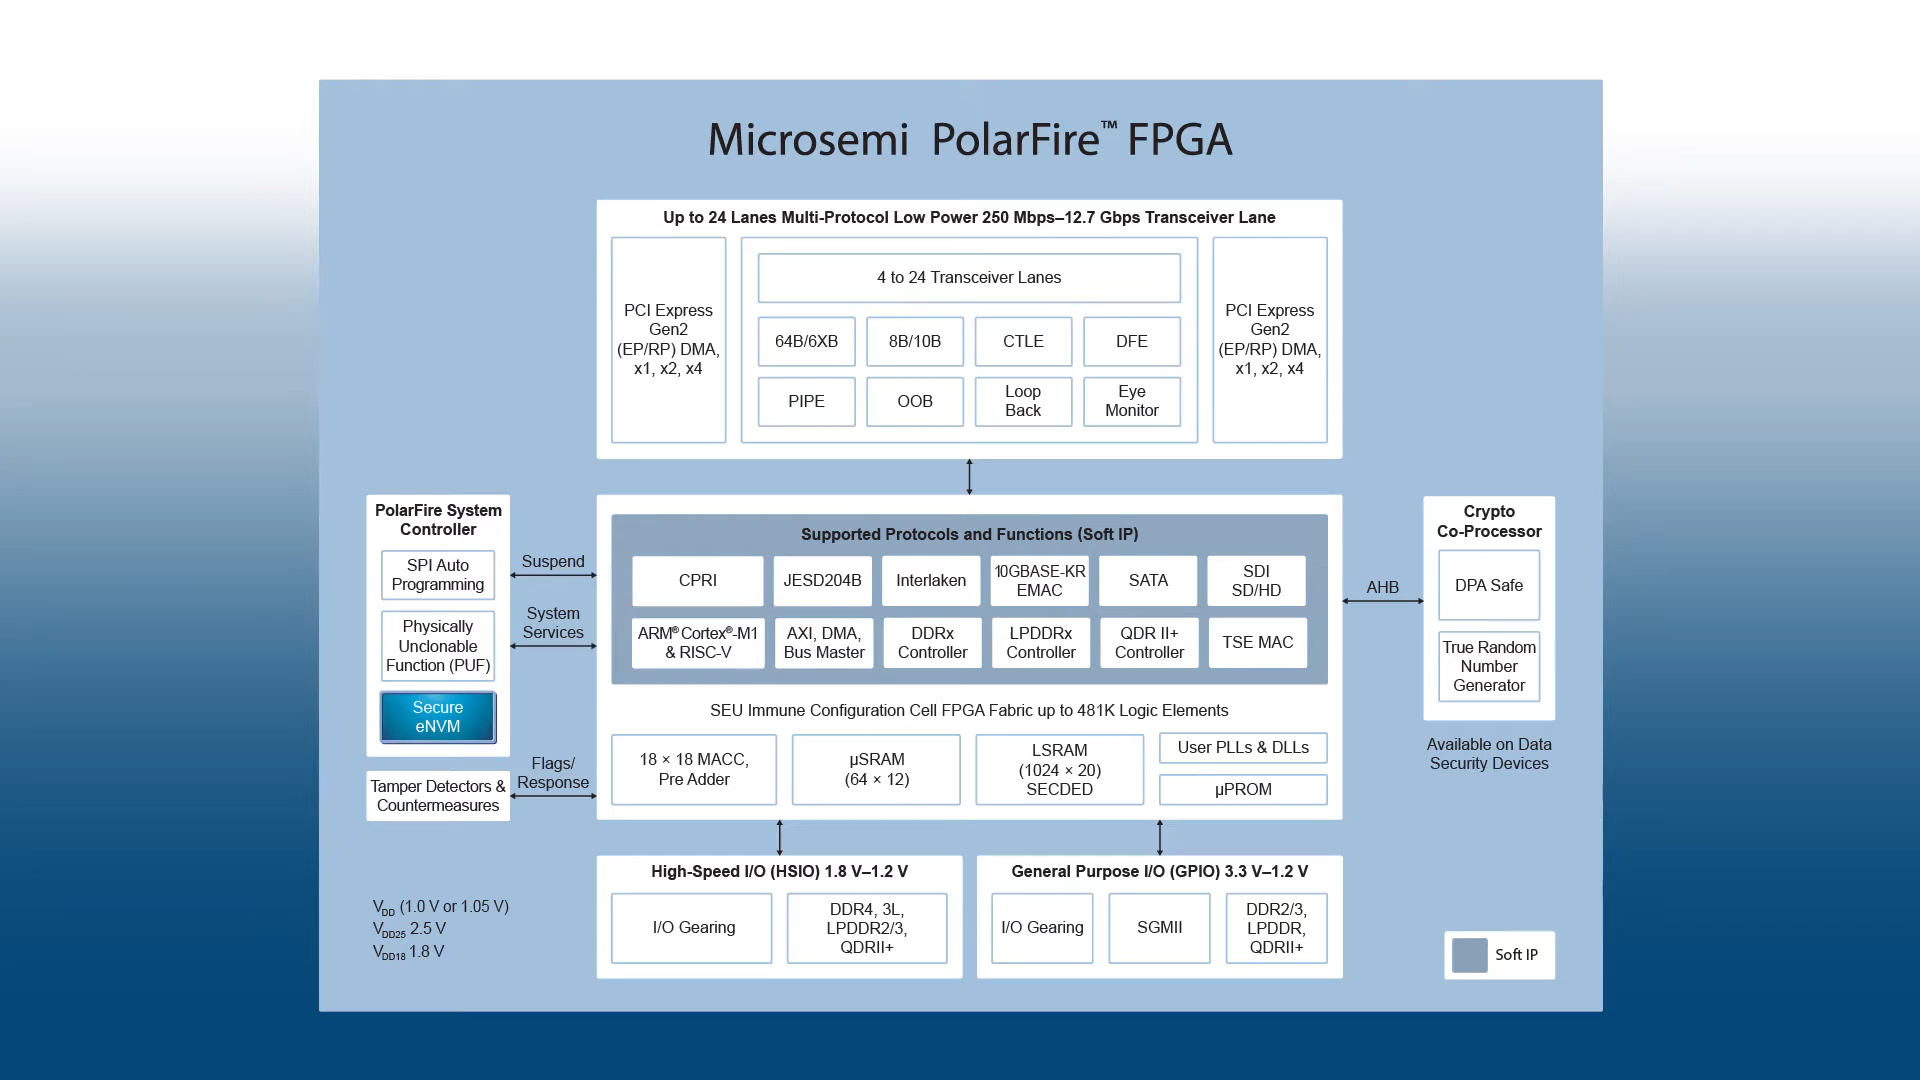 Microsemi PolarFire™ FPGA
Up to 24 Lanes Multi-Protocol Low Power 250 Mbps–12.7 Gbps Transceiver Lane
PCI Express
Gen2
(EP/RP) DMA,
x1, x2, x4
4 to 24 Transceiver Lanes
64B/6XB
8B/10B
CTLE
DFE
PIPE
OOB
Loop
Back
Eye
Monitor
PCI Express
Gen2
(EP/RP) DMA,
x1, x2, x4
PolarFire System
Controller
SPI Auto
Programming
Physically
Unclonable
Function (PUF)
Secure
eNVM
Tamper Detectors &
Countermeasures
Suspend
System
Services
Flags/
Response
Supported Protocols and Functions (Soft IP)
CPRI
JESD204B
Interlaken
10GBASE-KR
EMAC
SATA
SDI
SD/HD
ARM® Cortex®-M1
& RISC-V
AXI, DMA,
Bus Master
DDRx
Controller
LPDDRx
Controller
QDR II+
Controller
TSE MAC
SEU Immune Configuration Cell FPGA Fabric up to 481K Logic Elements
18 × 18 MACC,
Pre Adder
µSRAM
(64 × 12)
LSRAM
(1024 × 20)
SECDED
User PLLs & DLLs
µPROM
AHB
Crypto
Co-Processor
DPA Safe
True Random
Number
Generator
Available on Data
Security Devices
High-Speed I/O (HSIO) 1.8 V–1.2 V
I/O Gearing
DDR4, 3L,
LPDDR2/3,
QDRII+
General Purpose I/O (GPIO) 3.3 V–1.2 V
I/O Gearing
SGMII
DDR2/3,
LPDDR,
QDRII+
VDD (1.0 V or 1.05 V)
VDD25 2.5 V
VDD18 1.8 V
Soft IP